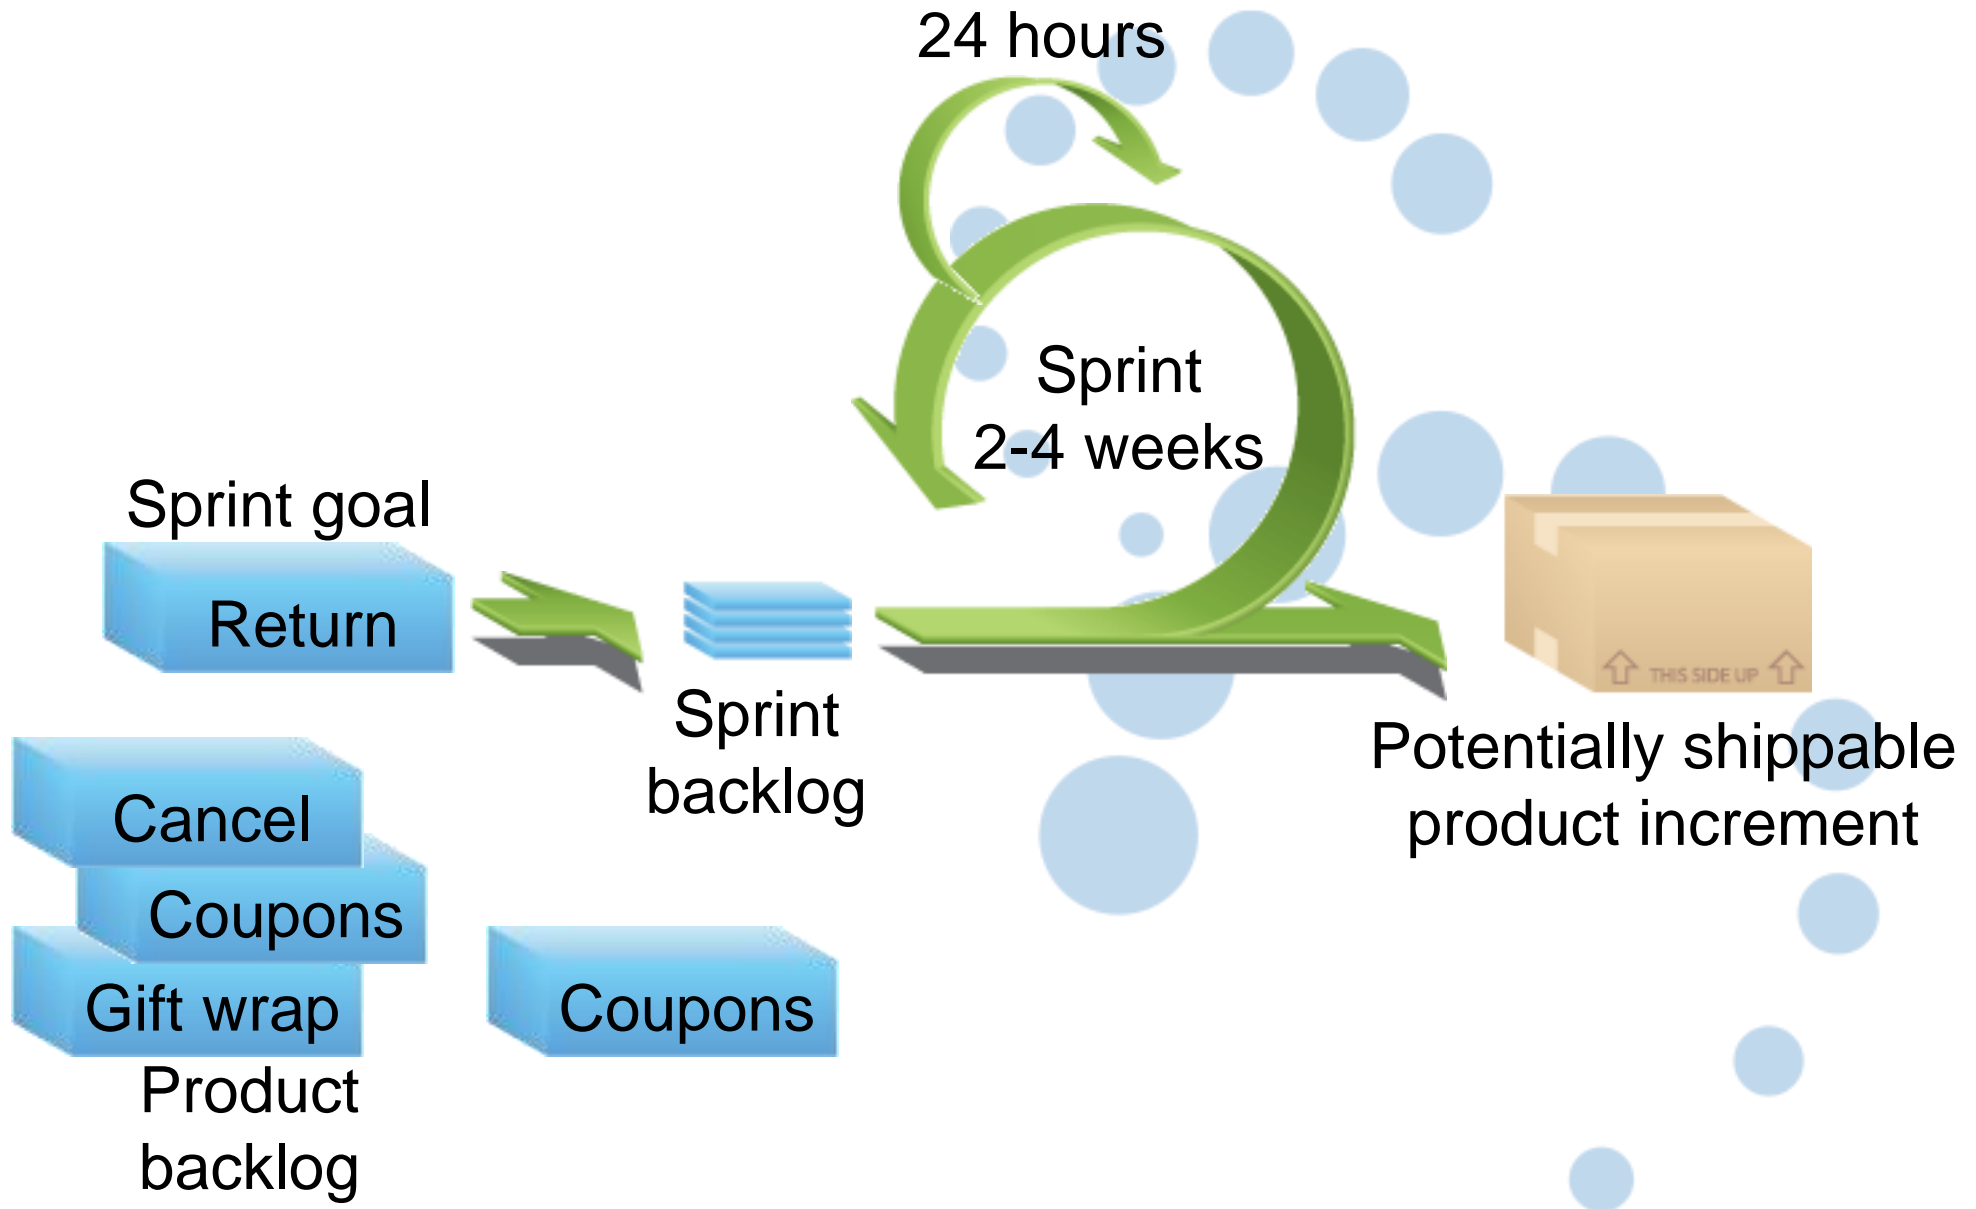 24 hours
Sprint
2-4 weeks
Sprint goal
Return
Sprint
backlog
THIS SIDE UP
Potentially shippable
product increment
Cancel
Coupons
Gift wrap
Coupons
Product
backlog